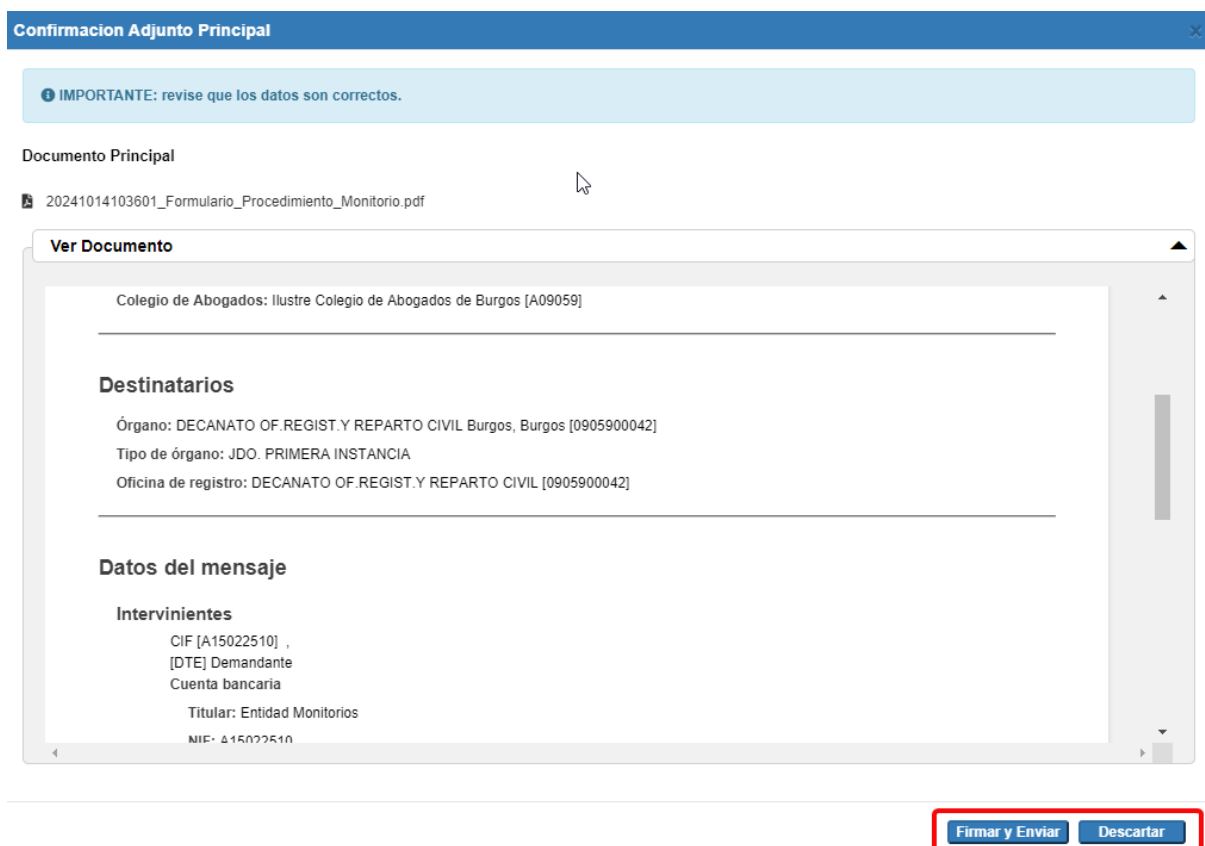 Confirmacion Adjunto Principal
×
IMPORTANTE: revise que los datos son correctos.
Documento Principal
20241014103601_Formulario_Procedimiento_Monitorio.pdf
Ver Documento
Colegio de Abogados: Ilustre Colegio de Abogados de Burgos [A09059]
Destinatarios
Órgano: DECANATO OF.REGIST.Y REPARTO CIVIL Burgos, Burgos [0905900042]
Tipo de órgano: JDO. PRIMERA INSTANCIA
Oficina de registro: DECANATO OF.REGIST.Y REPARTO CIVIL [0905900042]
Datos del mensaje
Intervinientes
CIF [A15022510] ,
[DTE] Demandante
Cuenta bancaria
Titular: Entidad Monitorios
NIF: A15022510
Firmar y Enviar Descartar